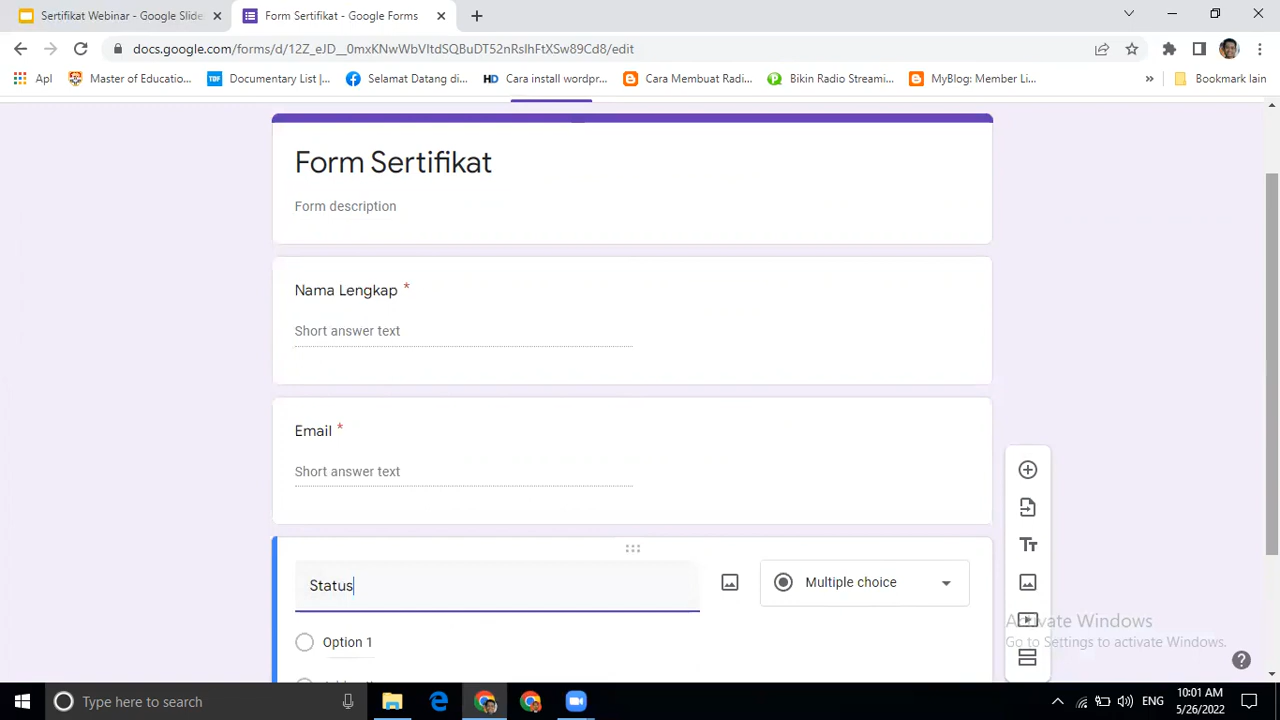 Sertifikat Webinar - Google Slide
Form Sertifikat - Google Forms
docs.google.com/forms/d/12Z_eJD__0mxKNwWbVltdSQBuDT52nRslhFtXSw89Cd8/edit
Apl
Master of Educatio...
TDF
Documentary List |...
Selamat Datang di...
HD
Cara install wordpr...
Cara Membuat Radi...
Bikin Radio Streami...
MyBlog: Member Li...
»
Bookmark lain
Form Sertifikat
Form description
Nama Lengkap *
Short answer text
Email *
Short answer text
Status
Multiple choice
Option 1
Activate Windows
Go to Settings to activate Windows.
Type here to search
ENG
10:01 AM
5/26/2022